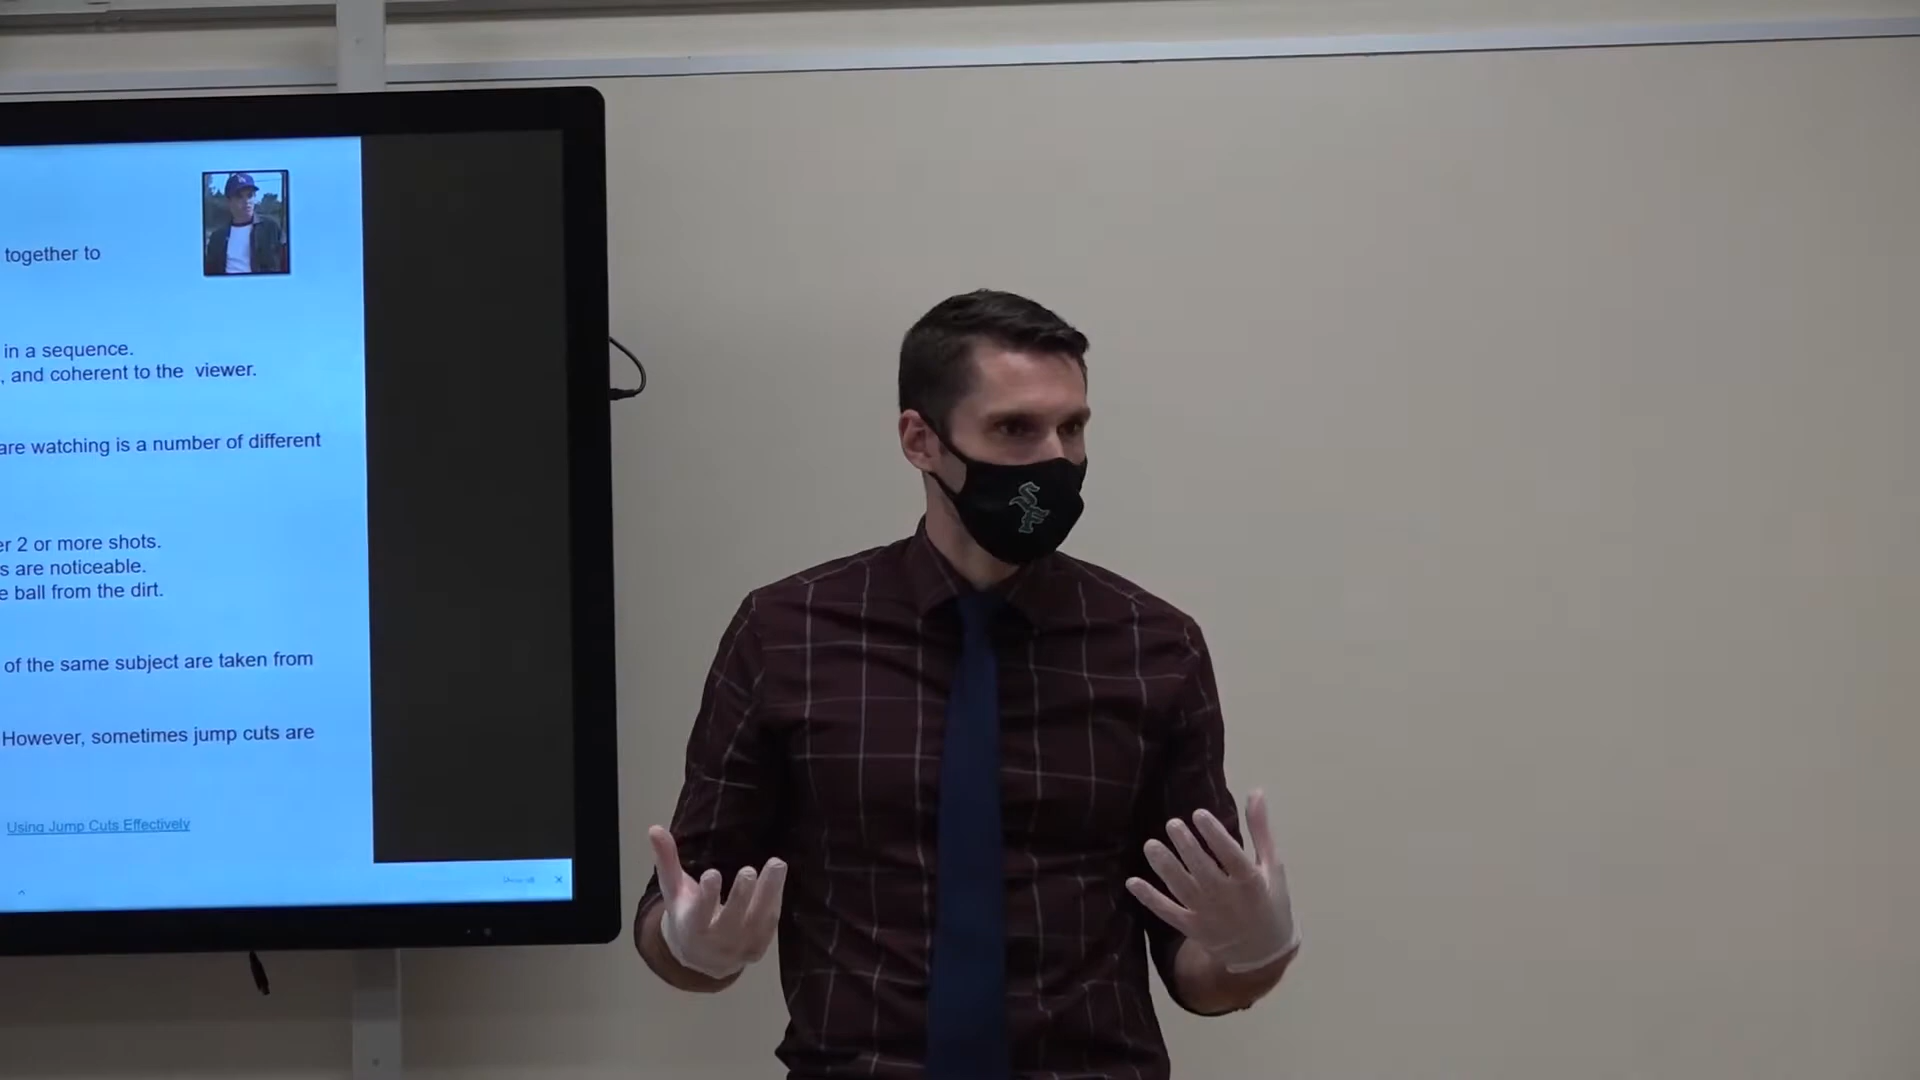 together to
in a sequence.
, and coherent to the viewer.
are watching is a number of different
er 2 or more shots.
s are noticeable.
e ball from the dirt.
of the same subject are taken from
However, sometimes jump cuts are
Using Jump Cuts Effectively